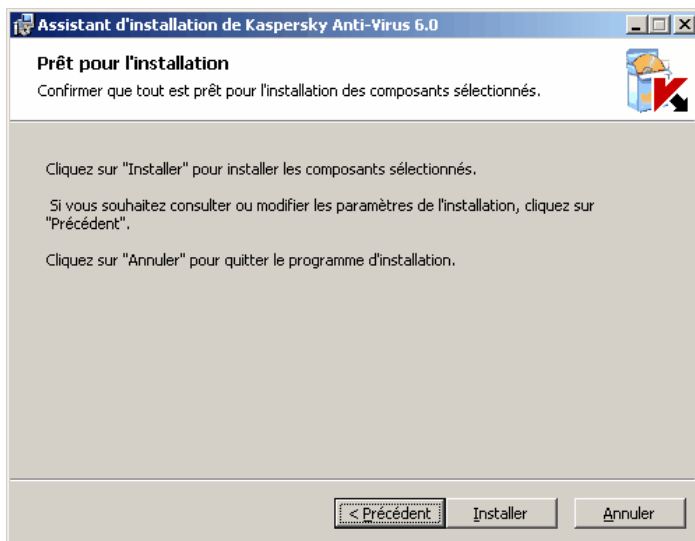 Assistant d'installation de Kaspersky Anti-Virus 6.0
Prêt pour l'installation
Confirmer que tout est prêt pour l'installation des composants sélectionnés.
Cliquez sur "Installer" pour installer les composants sélectionnés.
Si vous souhaitez consulter ou modifier les paramètres de l'installation, cliquez sur
"Précédent".
Cliquez sur "Annuler" pour quitter le programme d'installation.
< Précédent
Installer
Annuler